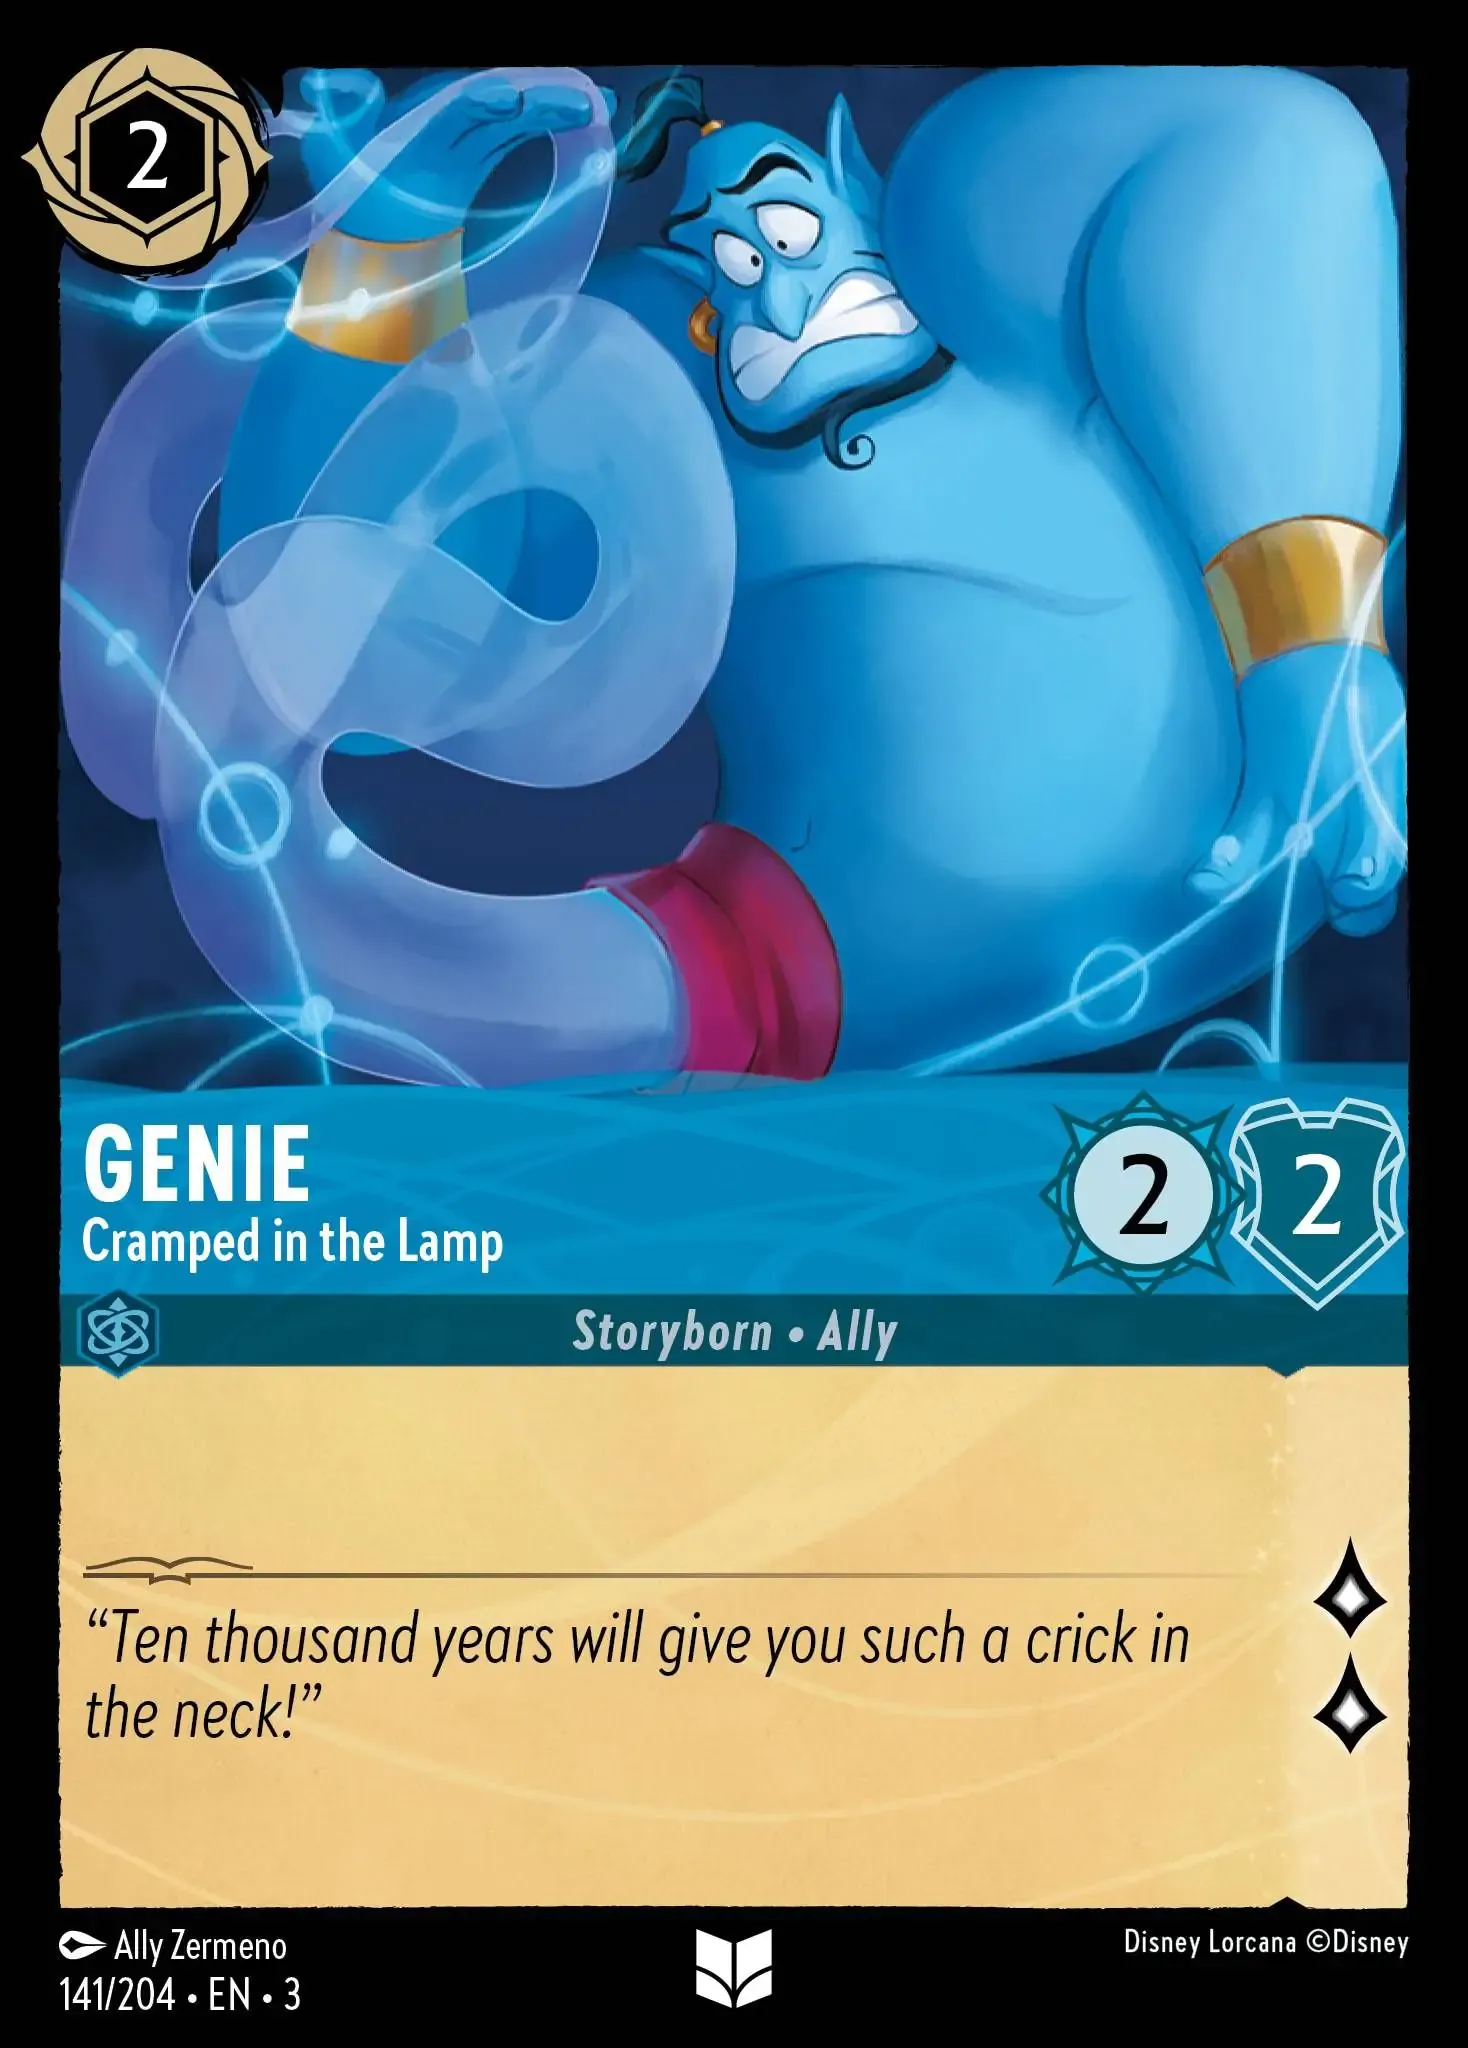 2
GENIE
Cramped in the Lamp
2 2
Storyborn • Ally
“Ten thousand years will give you such a crick in
the neck!”
Ally Zermeno
141/204 • EN • 3
Disney Lorcana ©Disney